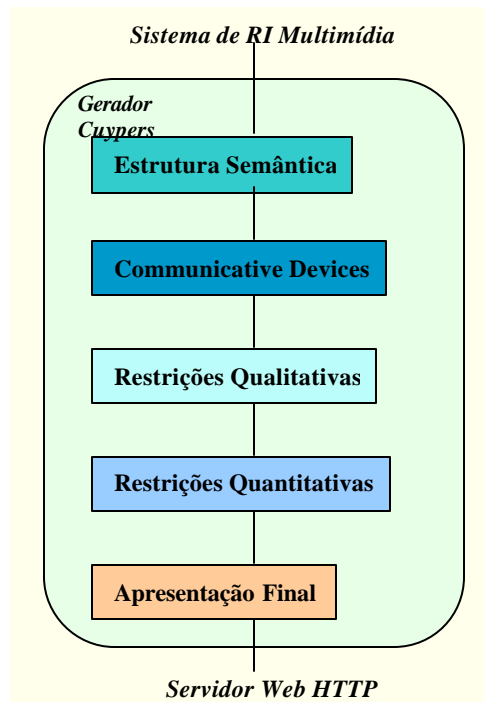 Sistema de RI Multimídia
Gerador
Cuypers
Estrutura Semântica
Communicative Devices
Restrições Qualitativas
Restrições Quantitativas
Apresentação Final
Servidor Web HTTP